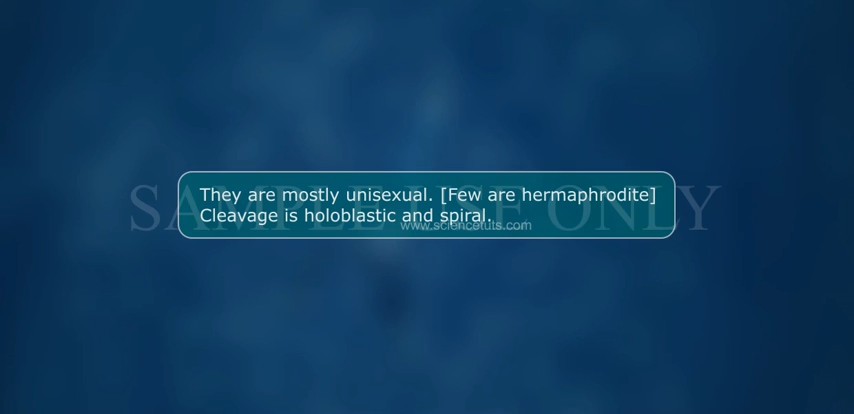 They are mostly unisexual. [Few are hermaphrodite]
Cleavage is holoblastic and spiral.
www.sciencetuts.com
SAMPLE USE ONLY